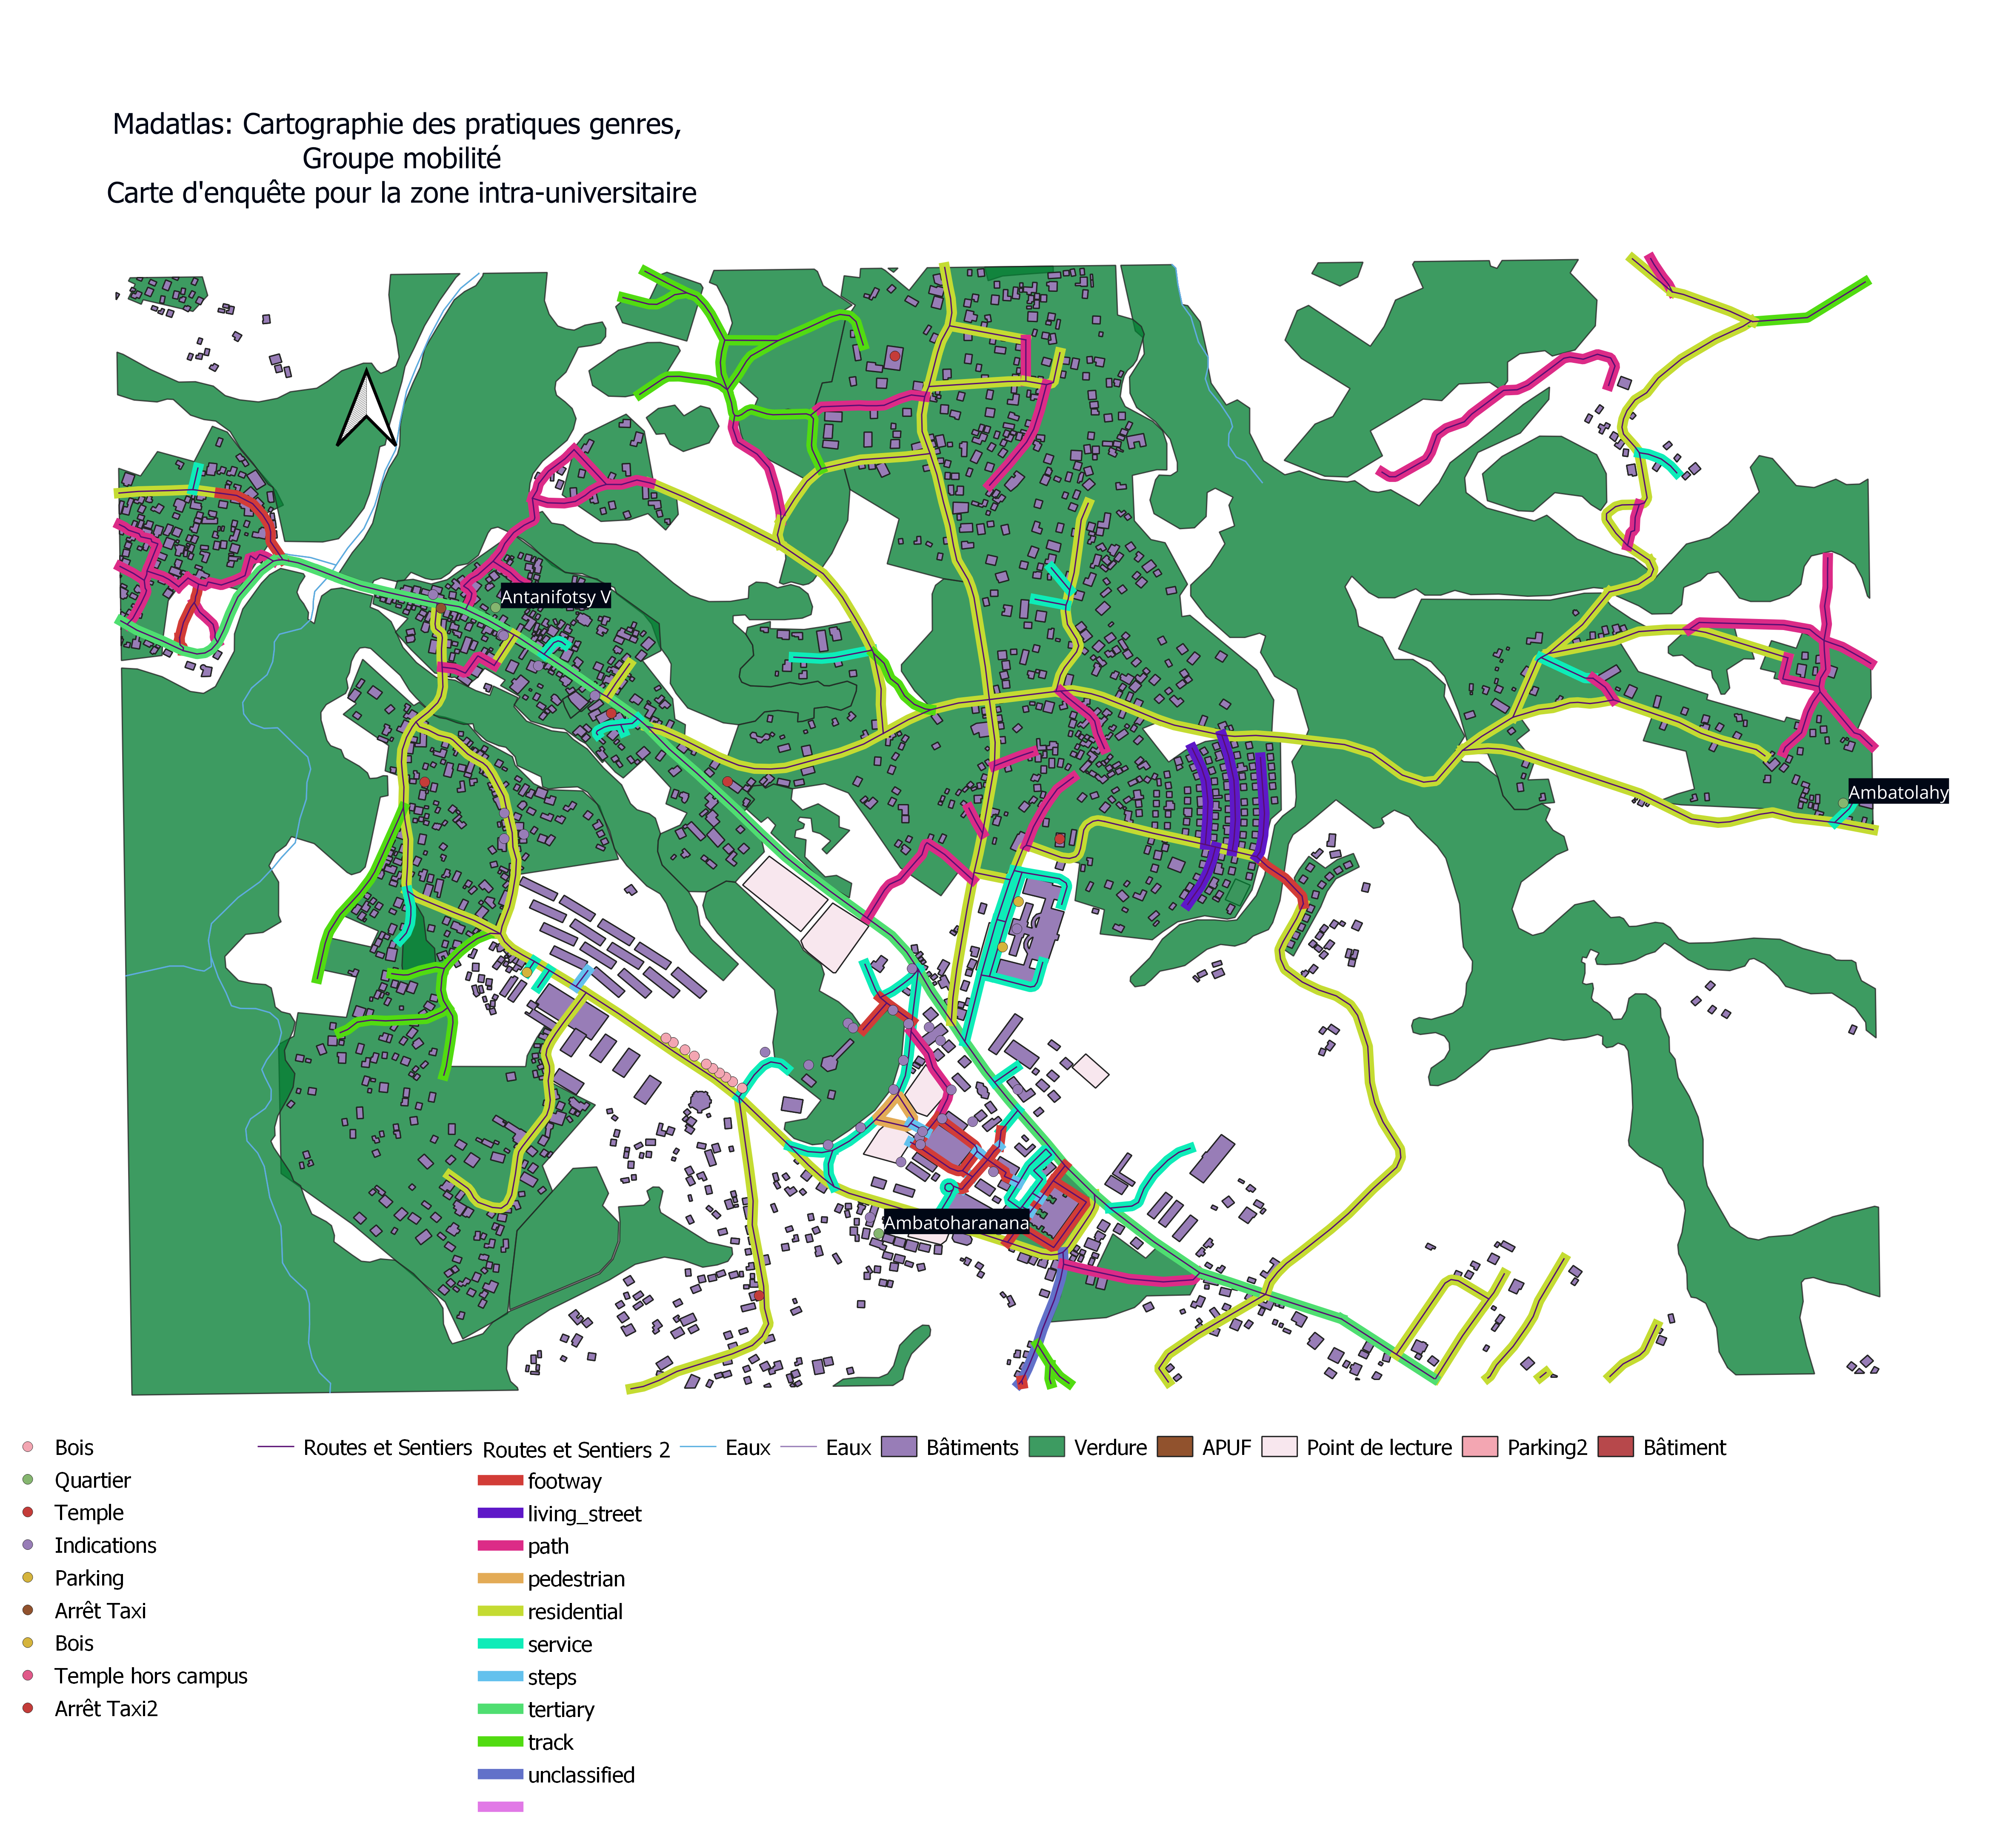 Madatlas: Cartographie des pratiques genres,
Groupe mobilité
Carte d'enquête pour la zone intra-universitaire
Antanifotsy V
Ambatolahy
Ambatoharanana
Bois
Quartier
Temple
Indications
Parking
Arrêt Taxi
Bois
Temple hors campus
Arrêt Taxi2
Routes et Sentiers
Routes et Sentiers 2
footway
living_street
path
pedestrian
residential
service
steps
tertiary
track
unclassified
Eaux
Eaux
Bâtiments
Verdure
APUF
Point de lecture
Parking2
Bâtiment